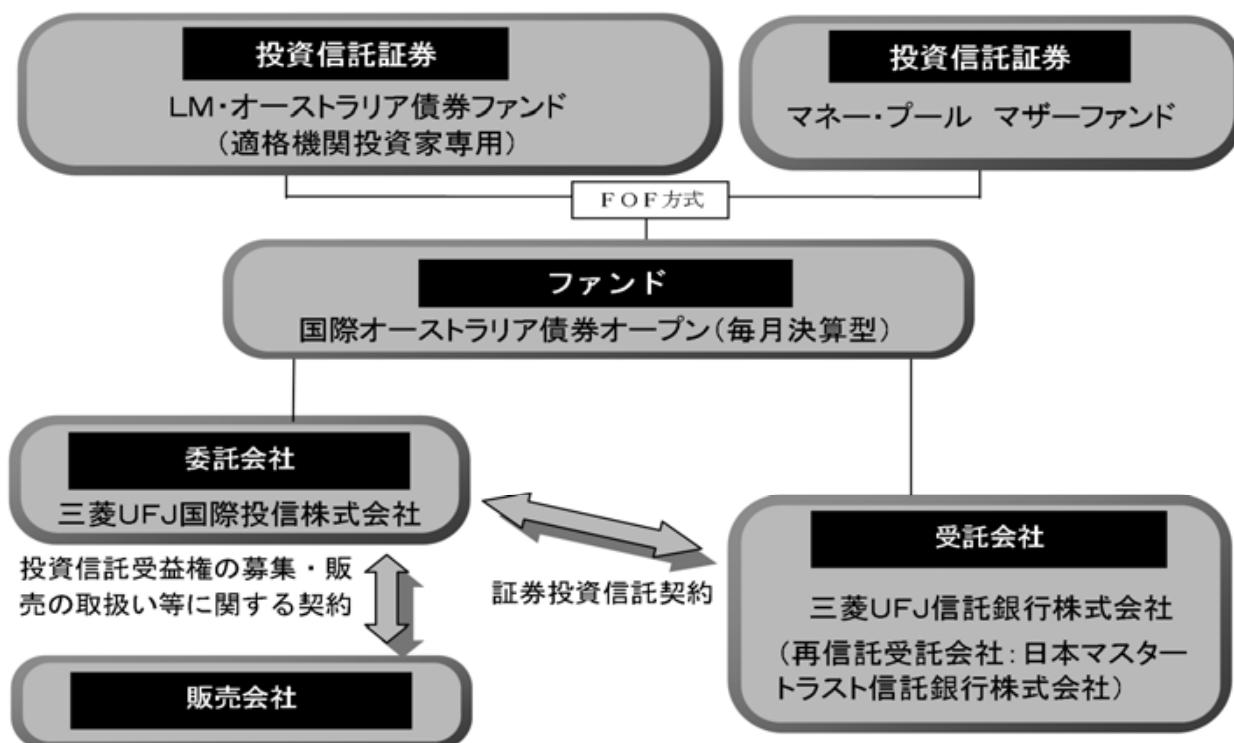 投資信託証券
LM・オーストラリア債券ファンド
（適格機関投資家専用）
投資信託証券
マネー・プール　マザーファンド
ＦＯＦ方式
ファンド
国際オーストラリア債券オープン（毎月決算型）
委託会社
三菱ＵＦＪ国際投信株式会社
投資信託受益権の募集・販
売の取扱い等に関する契約
証券投資信託契約
受託会社
三菱ＵＦＪ信託銀行株式会社
（再信託受託会社：日本マスター
トラスト信託銀行株式会社）
販売会社